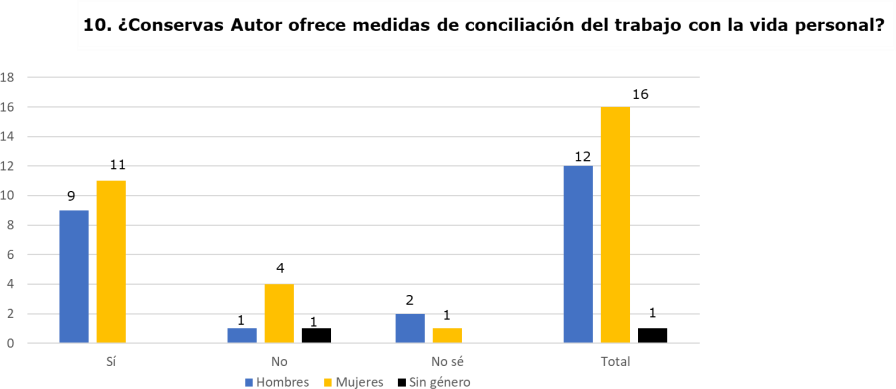 10. ¿Conservas Autor ofrece medidas de conciliación del trabajo con la vida personal?
18
16
14
12
10
8
6
4
2
0
9
11
1
4
1
2
1
12
16
1
Sí
No
No sé
Total
Hombres
Mujeres
Sin género